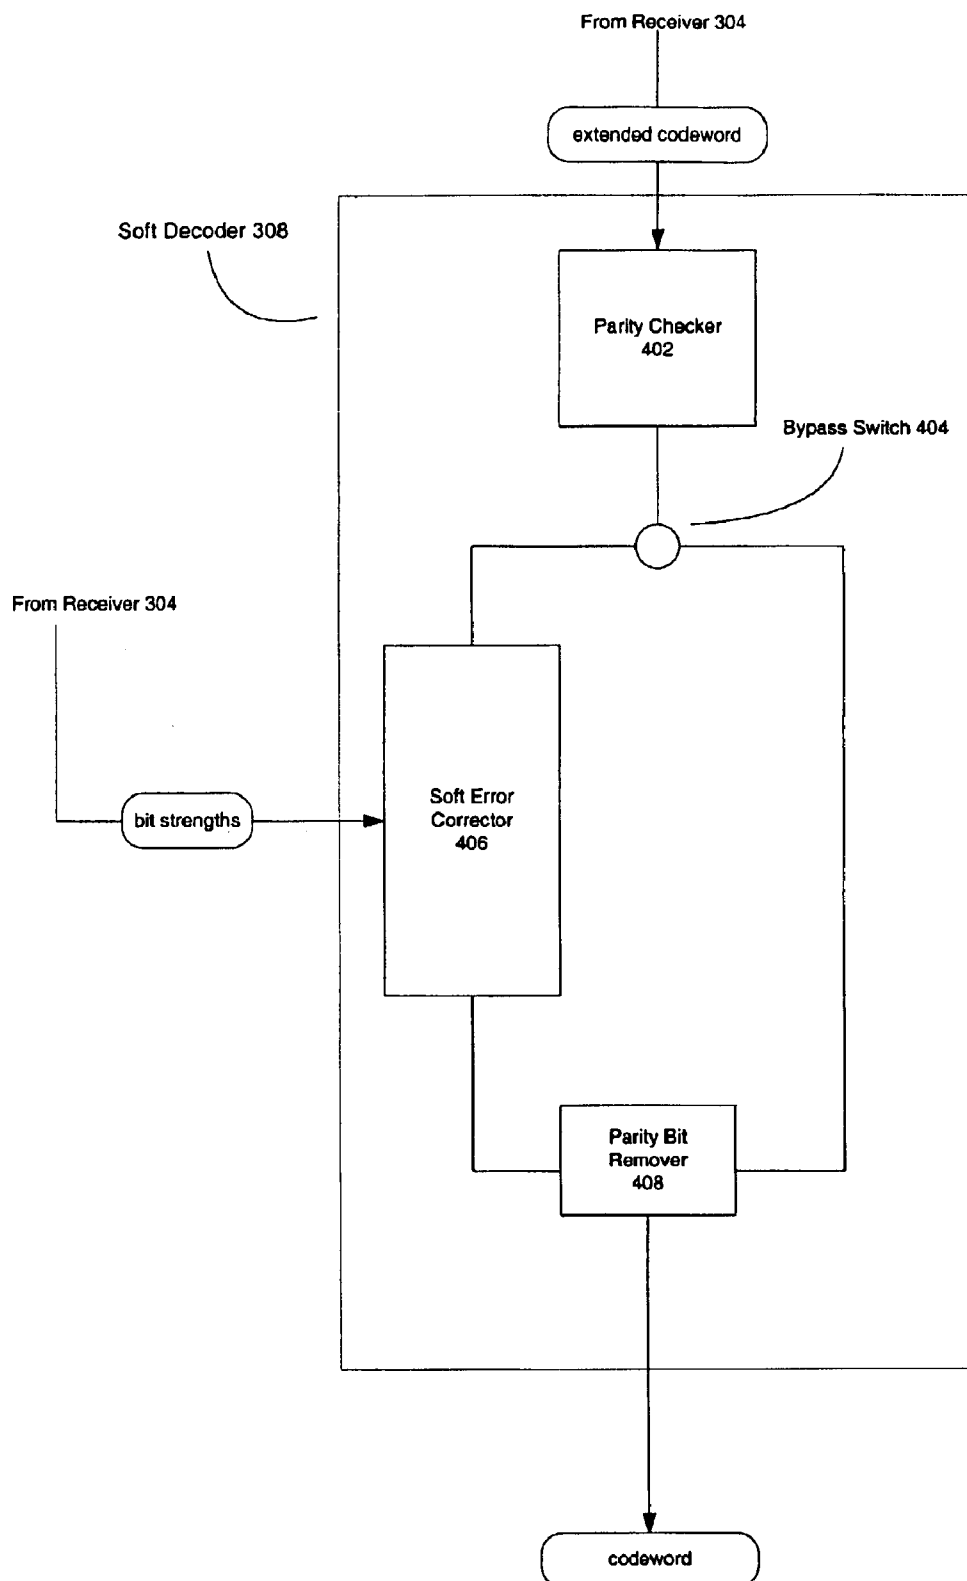 From Receiver 304
extended codeword
Soft Decoder 308
Parity Checker
402
Bypass Switch 404
From Receiver 304
bit strengths
Soft Error
Corrector
406
Parity Bit
Remover
408
codeword